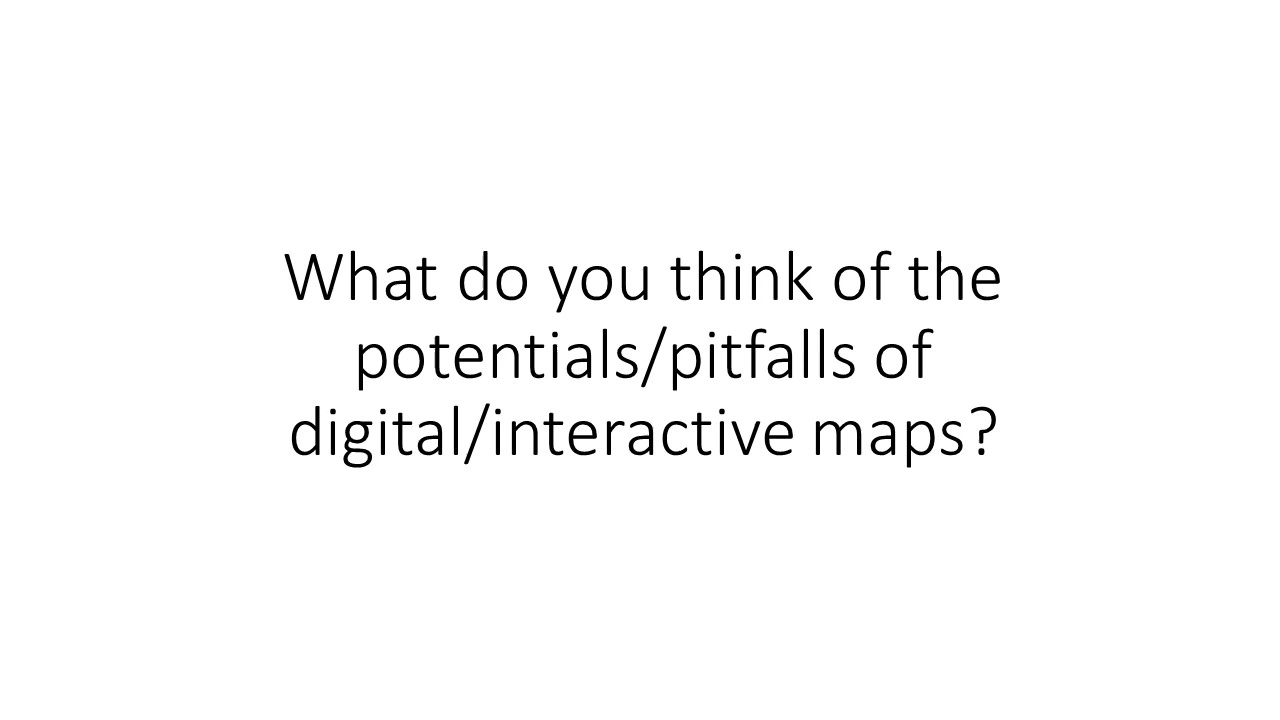 What do you think of the
potentials/pitfalls of
digital/interactive maps?